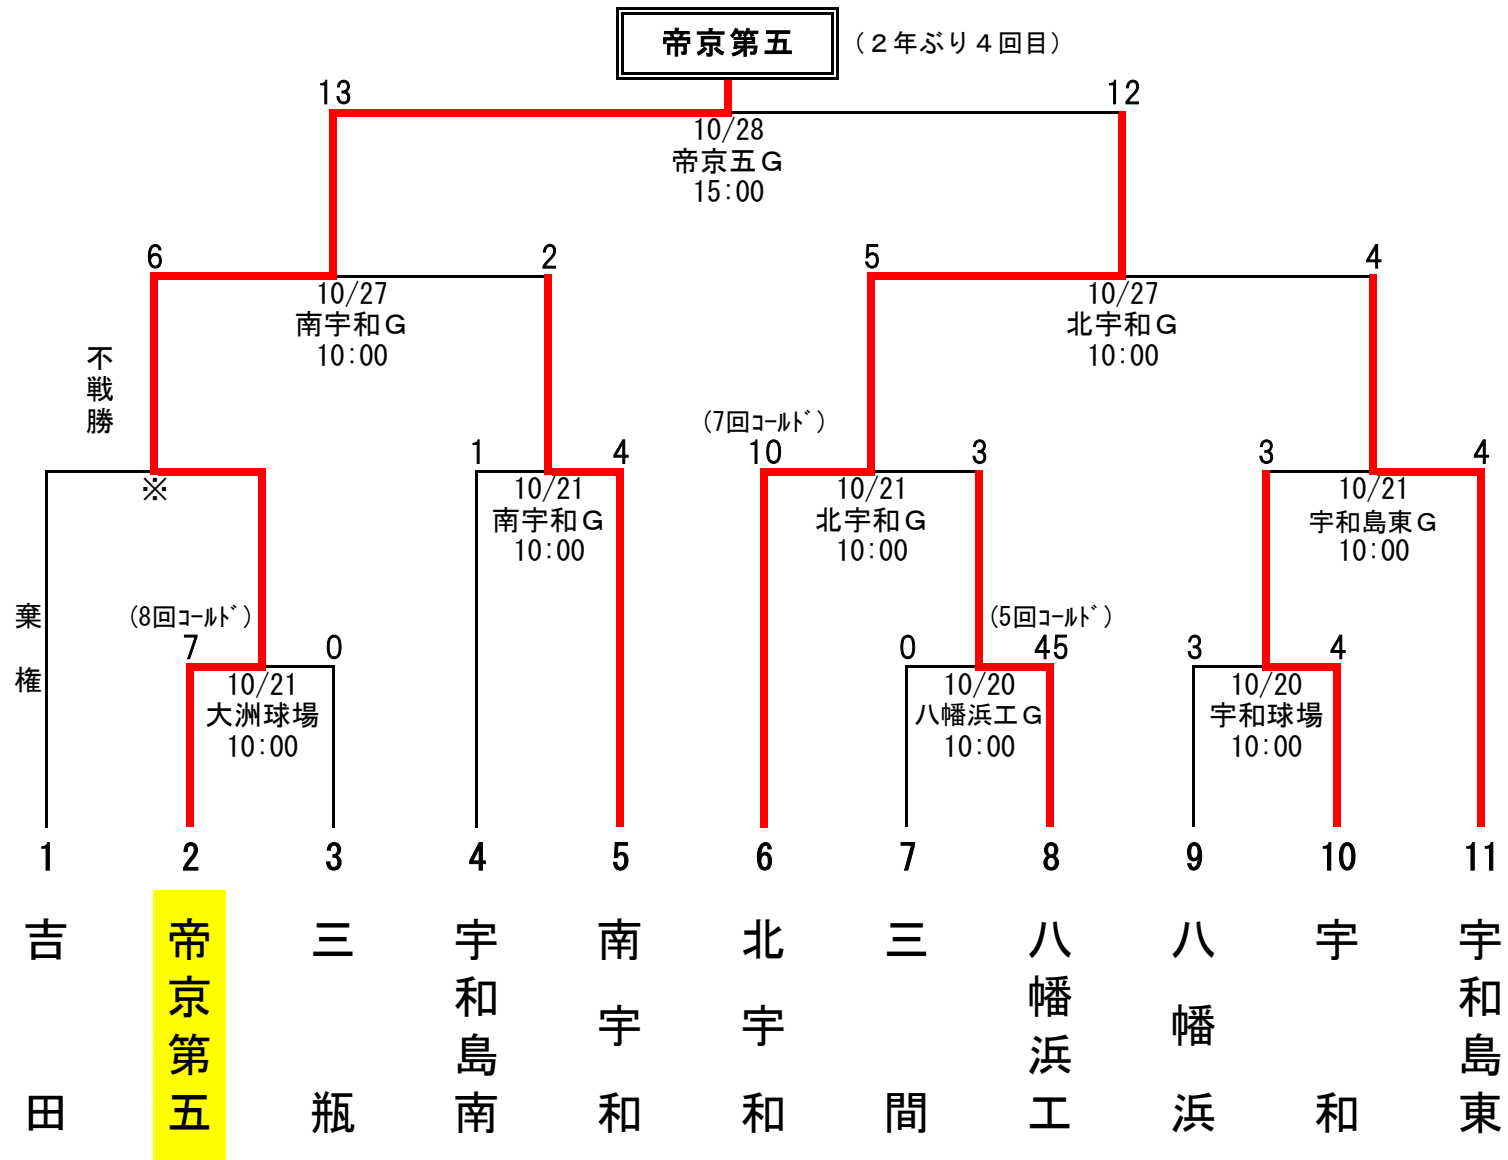 帝京第五 (２年ぶり４回目)
13 12
10/28
帝京五Ｇ
15:00
6 2 5 4
10/27 10/27
南宇和Ｇ 北宇和Ｇ
10:00 10:00
不戦勝
(7回ｺｰﾙﾄﾞ)
1 4 10 3 3 4
※ 10/21 10/21 10/21
南宇和Ｇ 北宇和Ｇ 宇和島東Ｇ
10:00 10:00 10:00
棄権
(8回ｺｰﾙﾄﾞ) (5回ｺｰﾙﾄﾞ)
7 0 0 45 3 4
10/21 10/20 10/20
大洲球場 八幡浜工Ｇ 宇和球場
10:00 10:00 10:00
1 2 3 4 5 6 7 8 9 10 11
吉田
帝京第五
三瓶
宇和島南
南宇和
北宇和
三間
八幡浜工
八幡浜
宇和
宇和島東